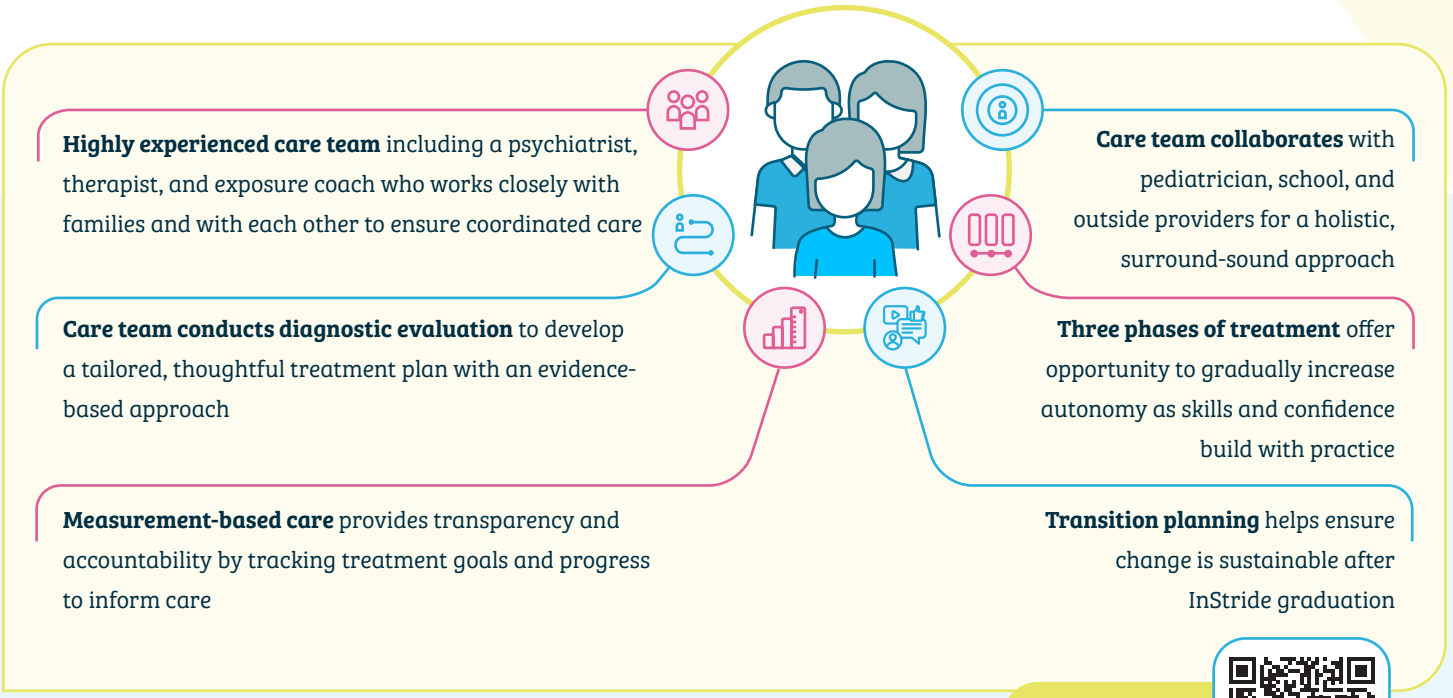 Highly experienced care team including a psychiatrist,
therapist, and exposure coach who works closely with
families and with each other to ensure coordinated care
Care team conducts diagnostic evaluation to develop
a tailored, thoughtful treatment plan with an evidence-
based approach
Measurement-based care provides transparency and
accountability by tracking treatment goals and progress
to inform care
Care team collaborates with
pediatrician, school, and
outside providers for a holistic,
surround-sound approach
Three phases of treatment offer
opportunity to gradually increase
autonomy as skills and confidence
build with practice
Transition planning helps ensure
change is sustainable after
InStride graduation